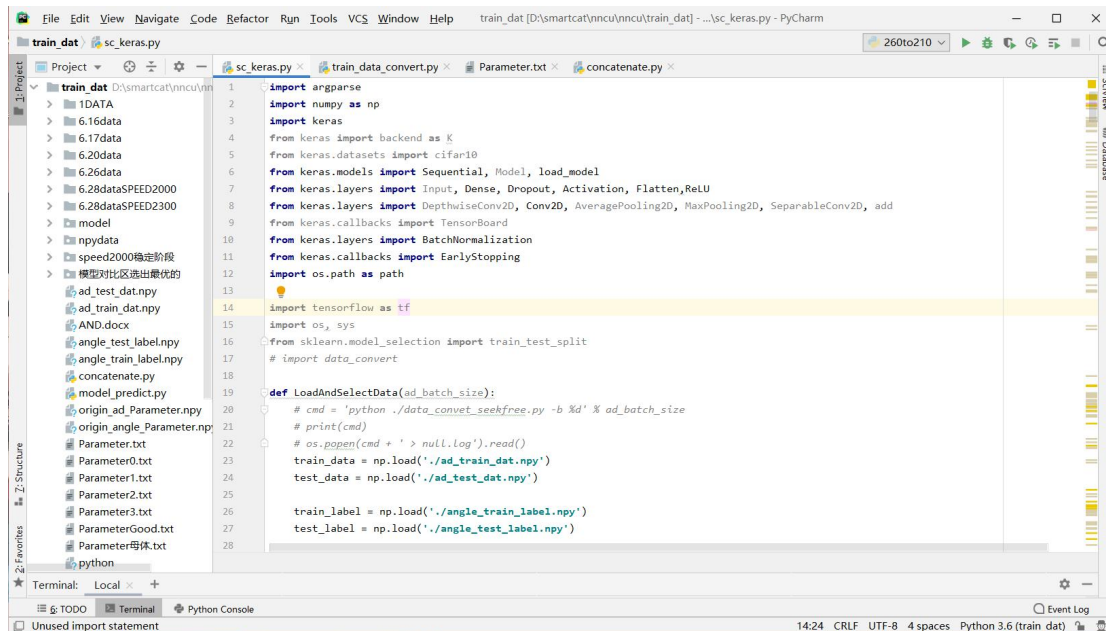 File Edit View Navigate Code Refactor Run Tools VCS Window Help train_dat [D:\smartcat\nncu\nncu\train_dat] - ...\sc_keras.py - PyCharm
train_dat sc_keras.py 260to210
Project sc_keras.py train_data_convert.py Parameter.txt concatenate.py
1: Project
train_dat D:\smartcat\nncu\nn
1DATA
6.16data
6.17data
6.20data
6.26data
6.28dataSPEED2000
6.28dataSPEED2300
model
npydata
speed2000稳定阶段
模型对比区选出最优的
ad_test_dat.npy
ad_train_dat.npy
AND.docx
angle_test_label.npy
angle_train_label.npy
concatenate.py
model_predict.py
origin_ad_Parameter.npy
origin_angle_Parameter.np
Parameter.txt
Parameter0.txt
Parameter1.txt
Parameter2.txt
Parameter3.txt
ParameterGood.txt
Parameter母体.txt
python
1 import argparse
2 import numpy as np
3 import keras
4 from keras import backend as K
5 from keras.datasets import cifar10
6 from keras.models import Sequential, Model, load_model
7 from keras.layers import Input, Dense, Dropout, Activation, Flatten,ReLU
8 from keras.layers import DepthwiseConv2D, Conv2D, AveragePooling2D, MaxPooling2D, SeparableConv2D, add
9 from keras.callbacks import TensorBoard
10 from keras.layers import BatchNormalization
11 from keras.callbacks import EarlyStopping
12 import os.path as path
13
14 import tensorflow as tf
15 import os, sys
16 from sklearn.model_selection import train_test_split
17 # import data_convert
18
19 def LoadAndSelectData(ad_batch_size):
20 # cmd = 'python ./data_convet_seekfree.py -b %d' % ad_batch_size
21 # print(cmd)
22 # os.popen(cmd + ' > null.log').read()
23 train_data = np.load('./ad_train_dat.npy')
24 test_data = np.load('./ad_test_dat.npy')
25
26 train_label = np.load('./angle_train_label.npy')
27 test_label = np.load('./angle_test_label.npy')
28
SciView
Database
7: Structure
2: Favorites
Terminal: Local
6: TODO Terminal Python Console Event Log
Unused import statement 14:24 CRLF UTF-8 4 spaces Python 3.6 (train_dat)